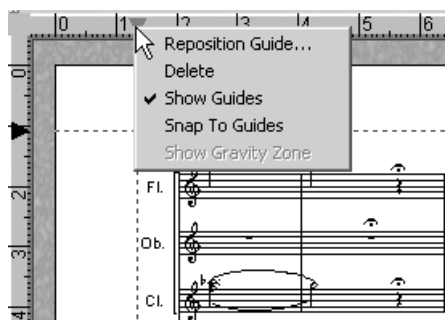 0 1 2 3 4 5 6
Reposition Guide...
Delete
Show Guides
Snap To Guides
Show Gravity Zone
0
2
3
4
Fl.
Ob.
Cl.